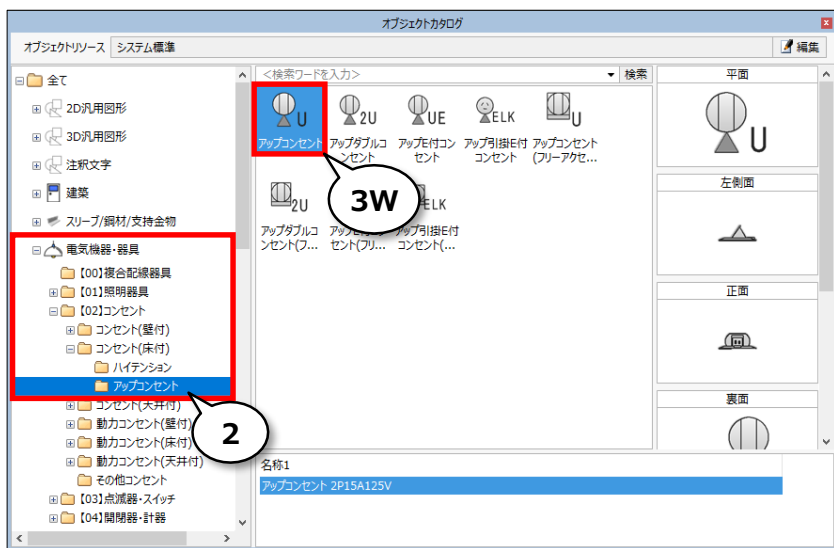 オブジェクトカタログ
オブジェクトリソース システム標準 編集
全て
2D汎用図形
3D汎用図形
注釈文字
建築
スリーブ/鋼材/支持金物
電気機器・器具
【00】複合配線器具
【01】照明器具
【02】コンセント
コンセント(壁付)
コンセント(床付)
ハイテンション
アップコンセント
コンセント(天井付)
動力コンセント(壁付)
動力コンセント(床付)
動力コンセント(天井付)
その他コンセント
【03】点滅器・スイッチ
【04】開閉器・計器
2
<検索ワードを入力> 検索
U 2U UE ELK U
アップコンセント アップダブルコ アップE付コン アップ引掛E付 アップコンセント
ンセント セント コンセント (フリーアクセ...
2U ELK
3W
アップダブルコ アップ アップ引掛E付
ンセント(フ... セント(フリ... コンセント(...
名称1
アップコンセント 2P15A125V
平面
U
左側面
正面
裏面